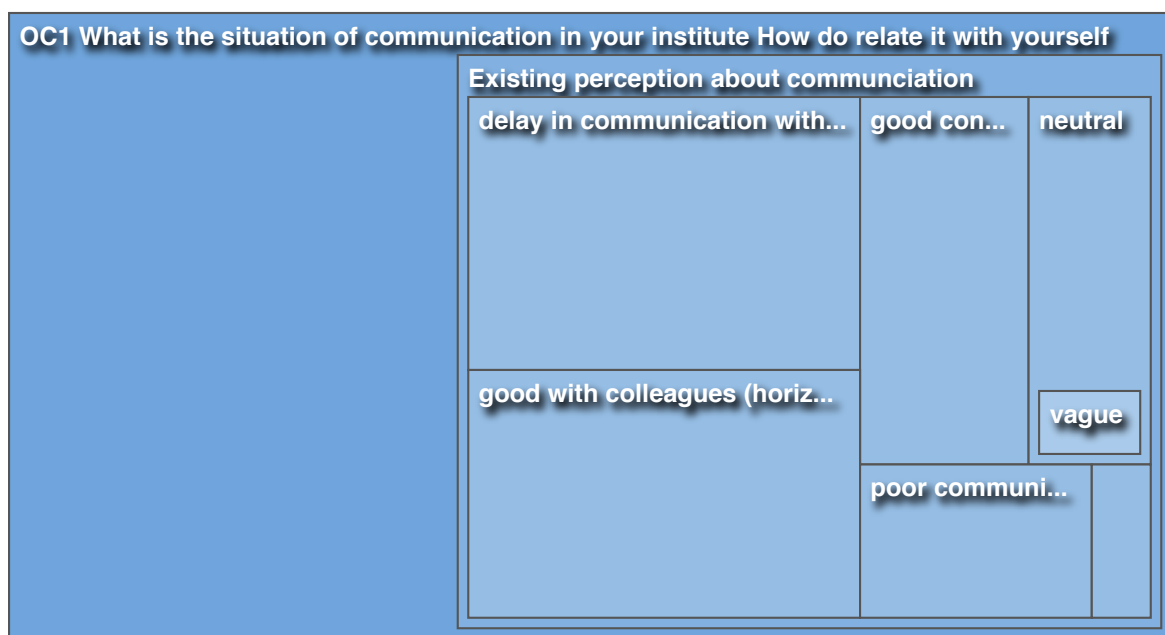 OC1 What is the situation of communication in your institute How do relate it with yourself
Existing perception about communciation
delay in communication with...
good con...
neutral
good with colleagues (horiz...
vague
poor communi...